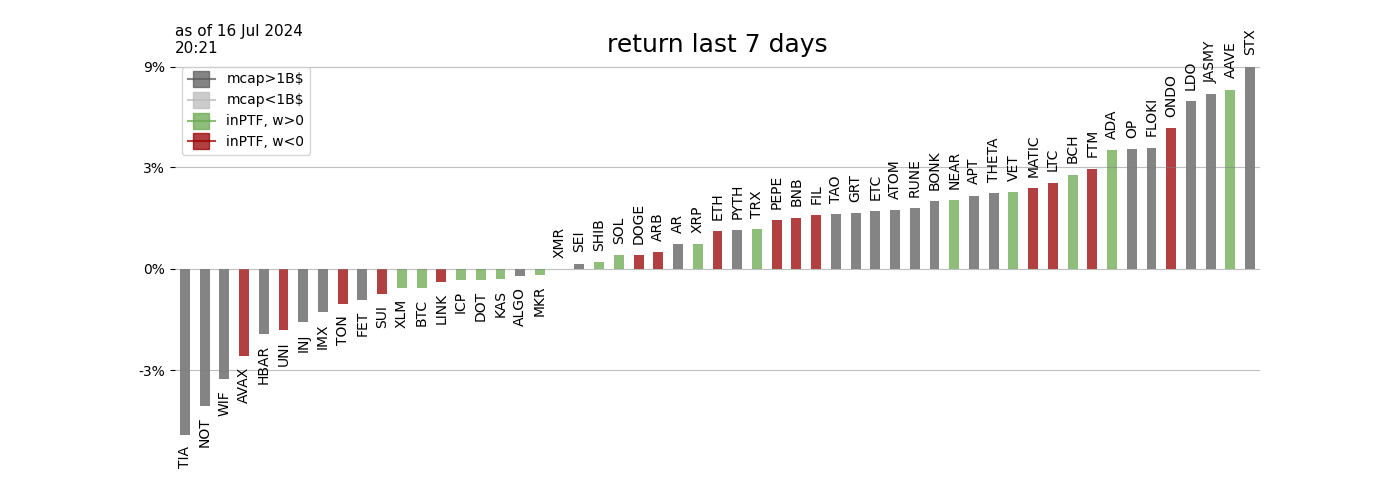 as of 16 Jul 2024
20:21
return last 7 days
9%
3%
0%
-3%
mcap>1B$
mcap<1B$
inPTF, w>0
inPTF, w<0
TIA
NOT
WIF
AVAX
HBAR
UNI
INJ
IMX
TON
FET
SUI
XLM
BTC
LINK
ICP
DOT
KAS
ALGO
MKR
XMR
SEI
SHIB
SOL
DOGE
ARB
AR
XRP
ETH
PYTH
TRX
PEPE
BNB
FIL
TAO
GRT
ETC
ATOM
RUNE
BONK
NEAR
APT
THETA
VET
MATIC
LTC
BCH
FTM
ADA
OP
FLOKI
ONDO
LDO
JASMY
AAVE
STX